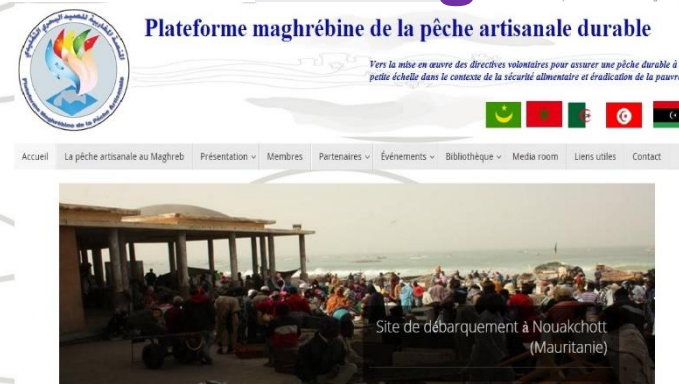 Plateforme maghrébine de la pêche artisanale durable
Vers la mise en œuvre des directives volontaires pour assurer une pêche durable à
petite échelle dans le contexte de la sécurité alimentaire et éradication de la pauvre
Accueil La pêche artisanale au Maghreb Présentation Membres Partenaires Événements Bibliothèque Media room Liens utiles Contact
Site de débarquement à Nouakchott
(Mauritanie)